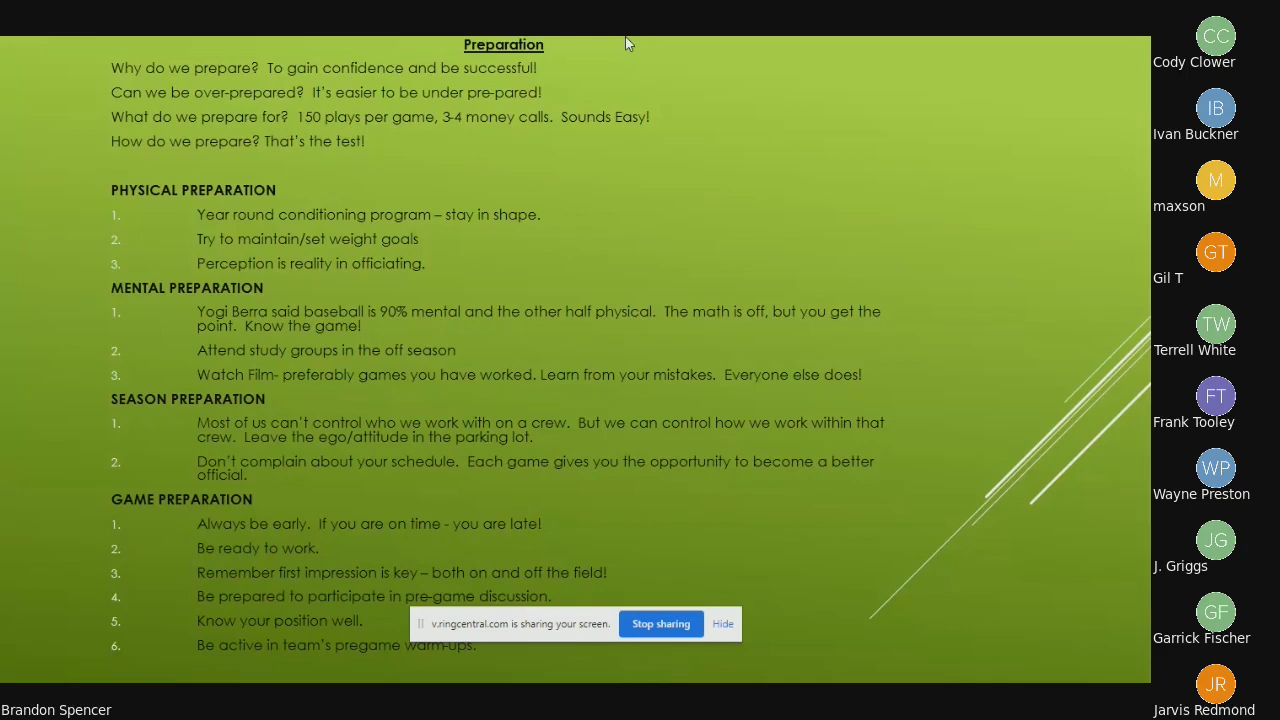 Preparation
Why do we prepare? To gain confidence and be successful!
Can we be over-prepared? It's easier to be under pre-pared!
What do we prepare for? 150 plays per game, 3-4 money calls. Sounds Easy!
How do we prepare? That's the test!
PHYSICAL PREPARATION
1. Year round conditioning program – stay in shape.
2. Try to maintain/set weight goals
3. Perception is reality in officiating.
MENTAL PREPARATION
1. Yogi Berra said baseball is 90% mental and the other half physical. The math is off, but you get the
point. Know the game!
2. Attend study groups in the off season
3. Watch Film- preferably games you have worked. Learn from your mistakes. Everyone else does!
SEASON PREPARATION
1. Most of us can't control who we work with on a crew. But we can control how we work within that
crew. Leave the ego/attitude in the parking lot.
2. Don't complain about your schedule. Each game gives you the opportunity to become a better
official.
GAME PREPARATION
1. Always be early. If you are on time - you are late!
2. Be ready to work.
3. Remember first impression is key – both on and off the field!
4. Be prepared to participate in pre-game discussion.
5. Know your position well.
6. Be active in team's pregame warm-ups.
v.ringcentral.com is sharing your screen.
Stop sharing
Hide
CC
Cody Clower
IB
Ivan Buckner
M
maxson
GT
Gil T
TW
Terrell White
FT
Frank Tooley
WP
Wayne Preston
JG
J. Griggs
GF
Garrick Fischer
JR
Jarvis Redmond
Brandon Spencer